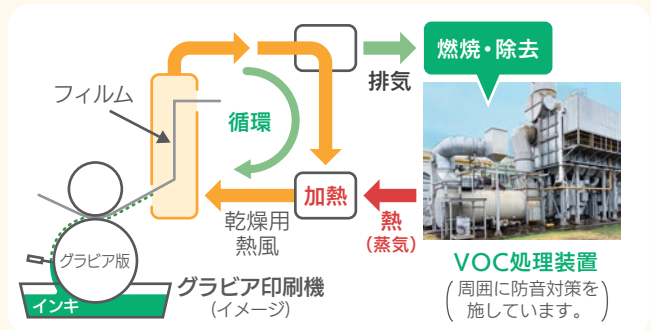 燃焼・除去
排気
フィルム
循環
加熱
熱
(蒸気)
乾燥用
熱風
グラビア版
インキ
グラビア印刷機
(イメージ)
VOC処理装置
(周囲に防音対策を
施しています。)